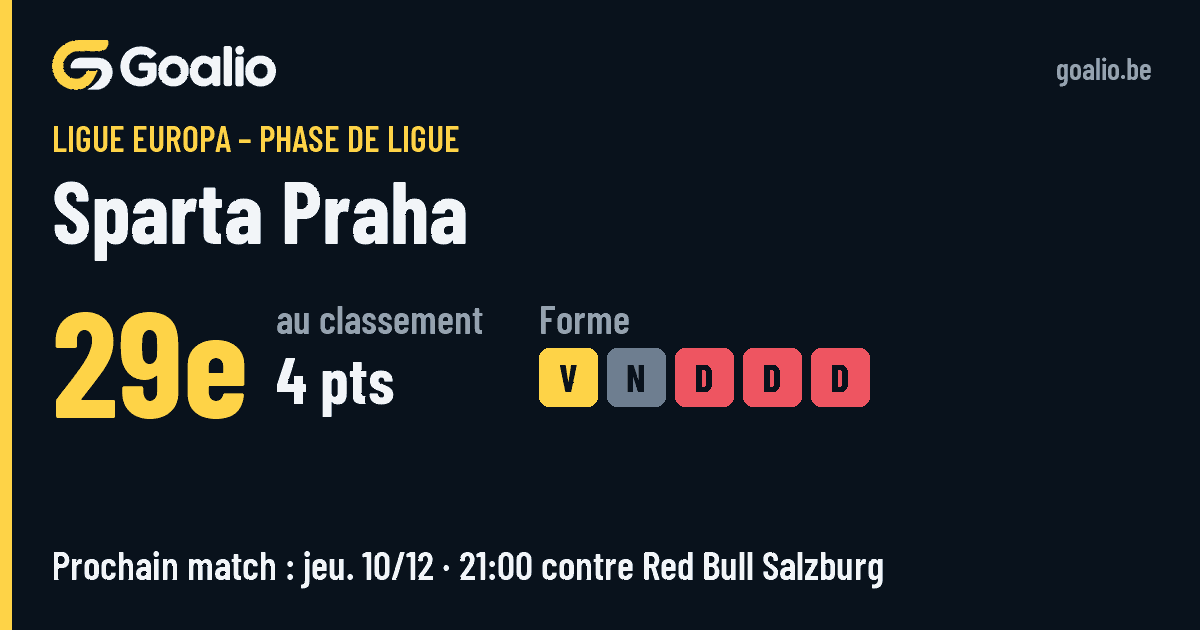 Goalio
goalio.be
LIGUE EUROPA – PHASE DE LIGUE
Sparta Praha
29e
au classement
4 pts
Forme
V N D D D
Prochain match : jeu. 10/12 · 21:00 contre Red Bull Salzburg